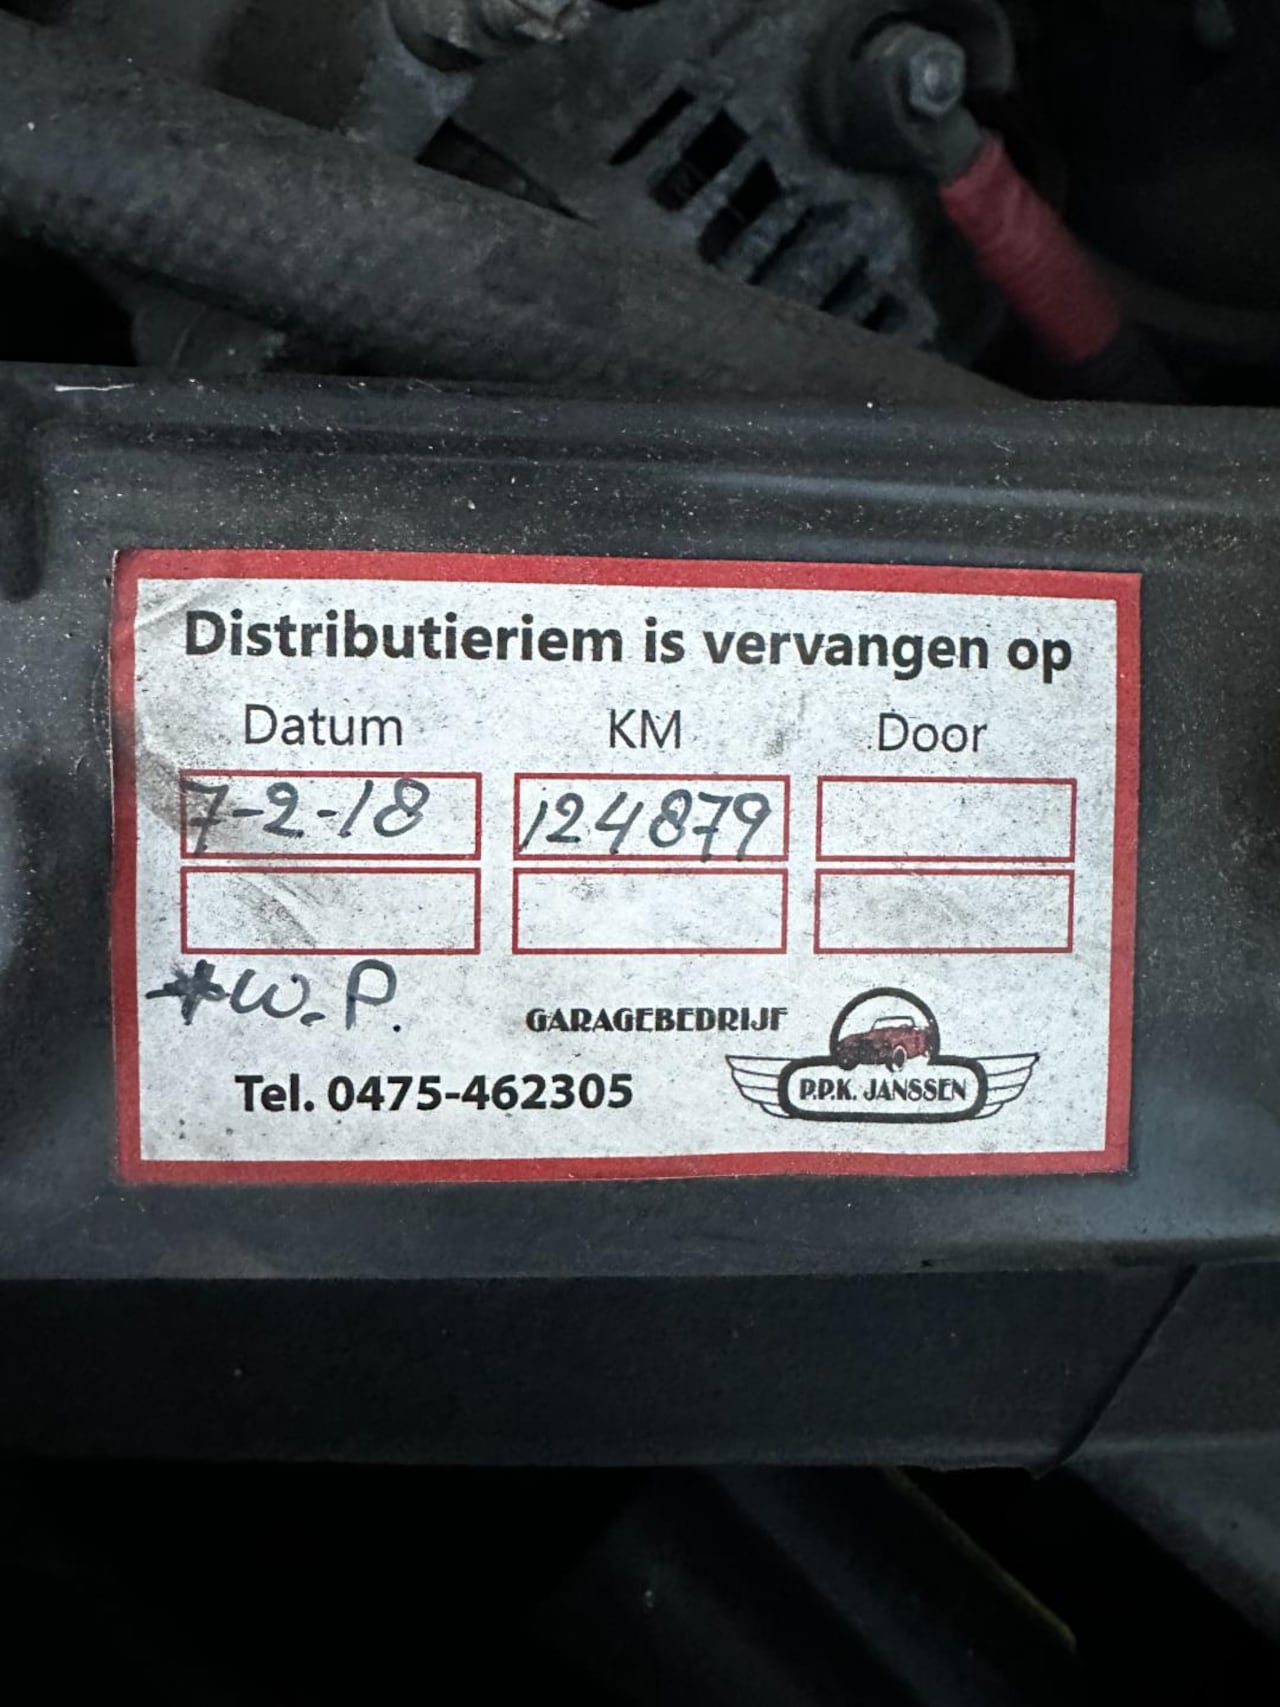 Distributieriem is vervangen op
Datum KM Door
7-2-18 124879
*W.P.
GARAGEBEDRIJF
P.P.K. JANSSEN
Tel. 0475-462305